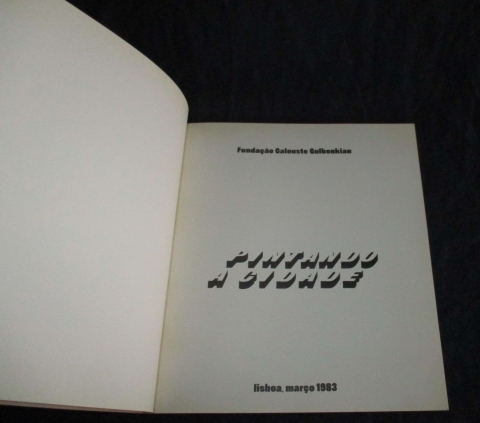 Fundação Calouste Gulbenkian
PINTANDO
A CIDADE
lisboa, março 1983